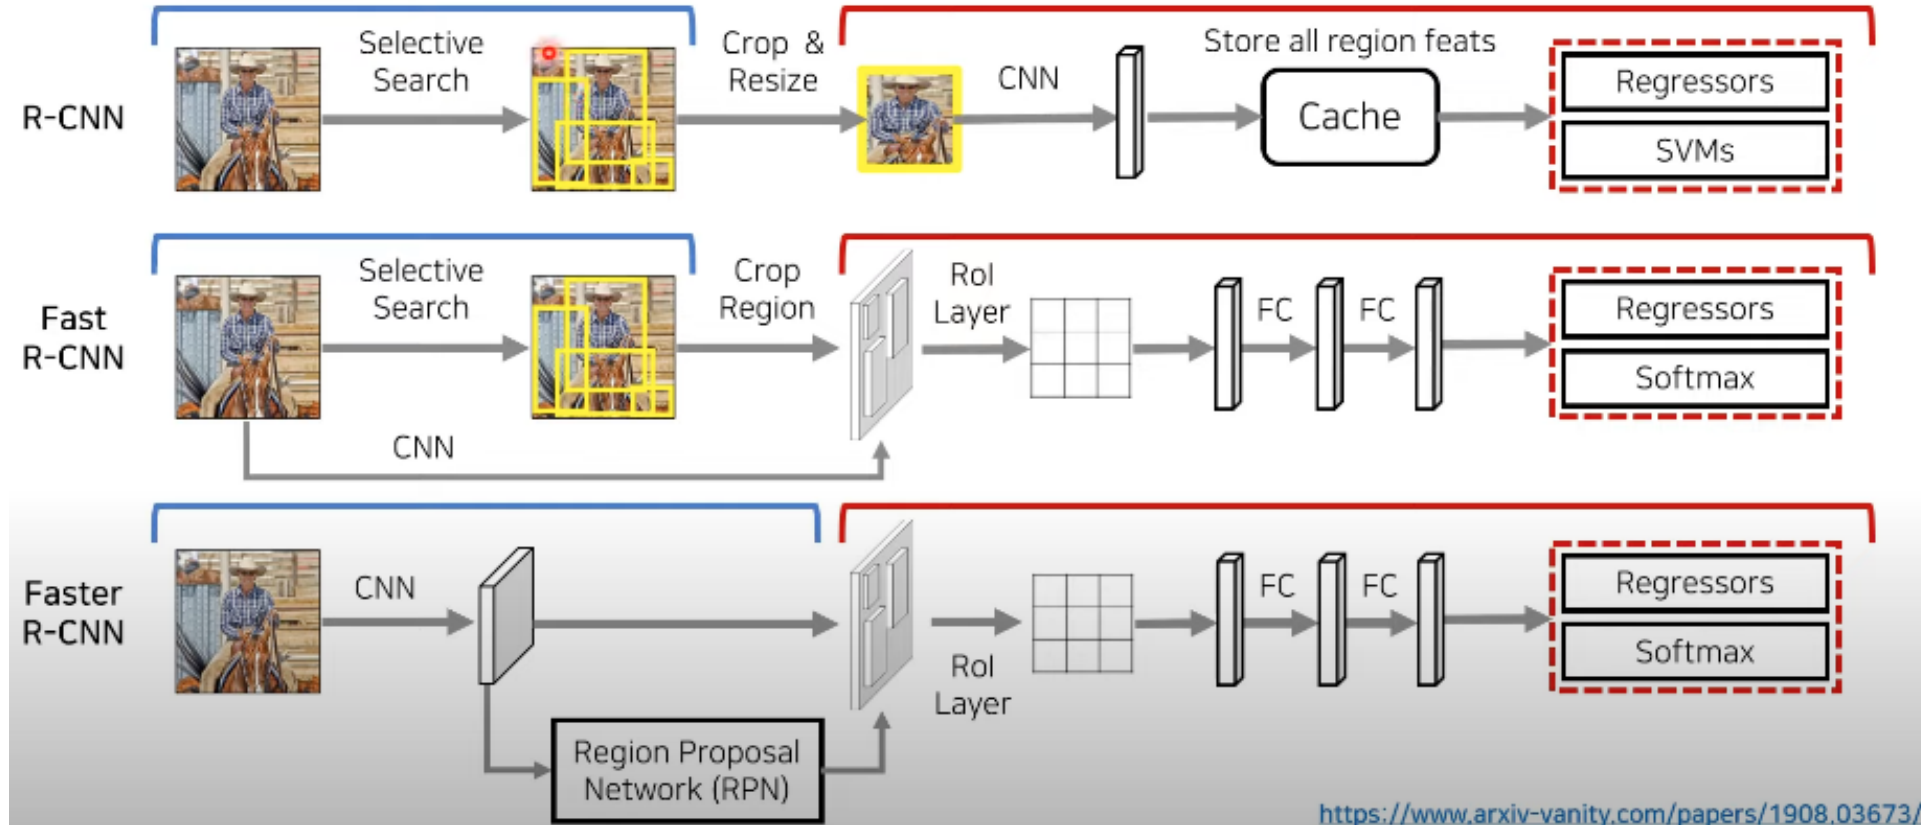 R-CNN
Selective
Search
Crop &
Resize
CNN
Store all region feats
Cache
Regressors
SVMs
Fast
R-CNN
Selective
Search
Crop
Region
CNN
RoI
Layer
FC
FC
Regressors
Softmax
Faster
R-CNN
CNN
Region Proposal
Network (RPN)
RoI
Layer
FC
FC
Regressors
Softmax
https://www.arxiv-vanity.com/papers/1908.03673/